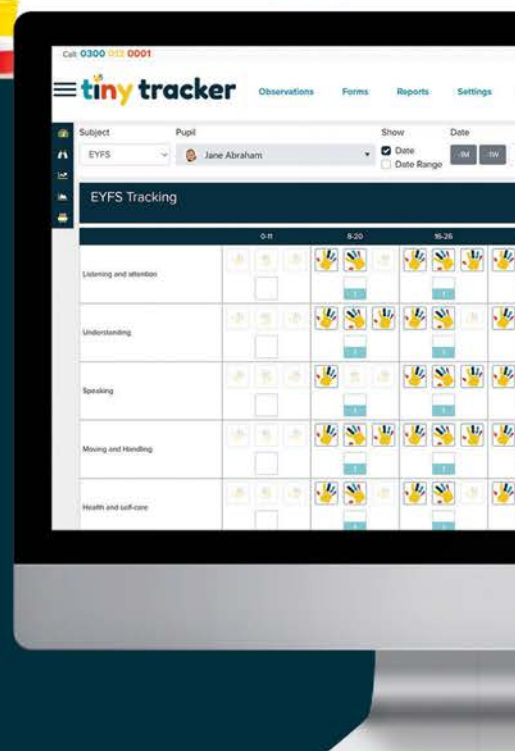 Call: 0300 012 0001
tiny tracker
Observations Forms Reports Settings
Subject Pupil Show Date
EYFS Jane Abraham Date -1M -1W
Date Range
EYFS Tracking
0-11 8-20 16-26
Listening and attention
Understanding
Speaking
Moving and Handling
Health and self-care